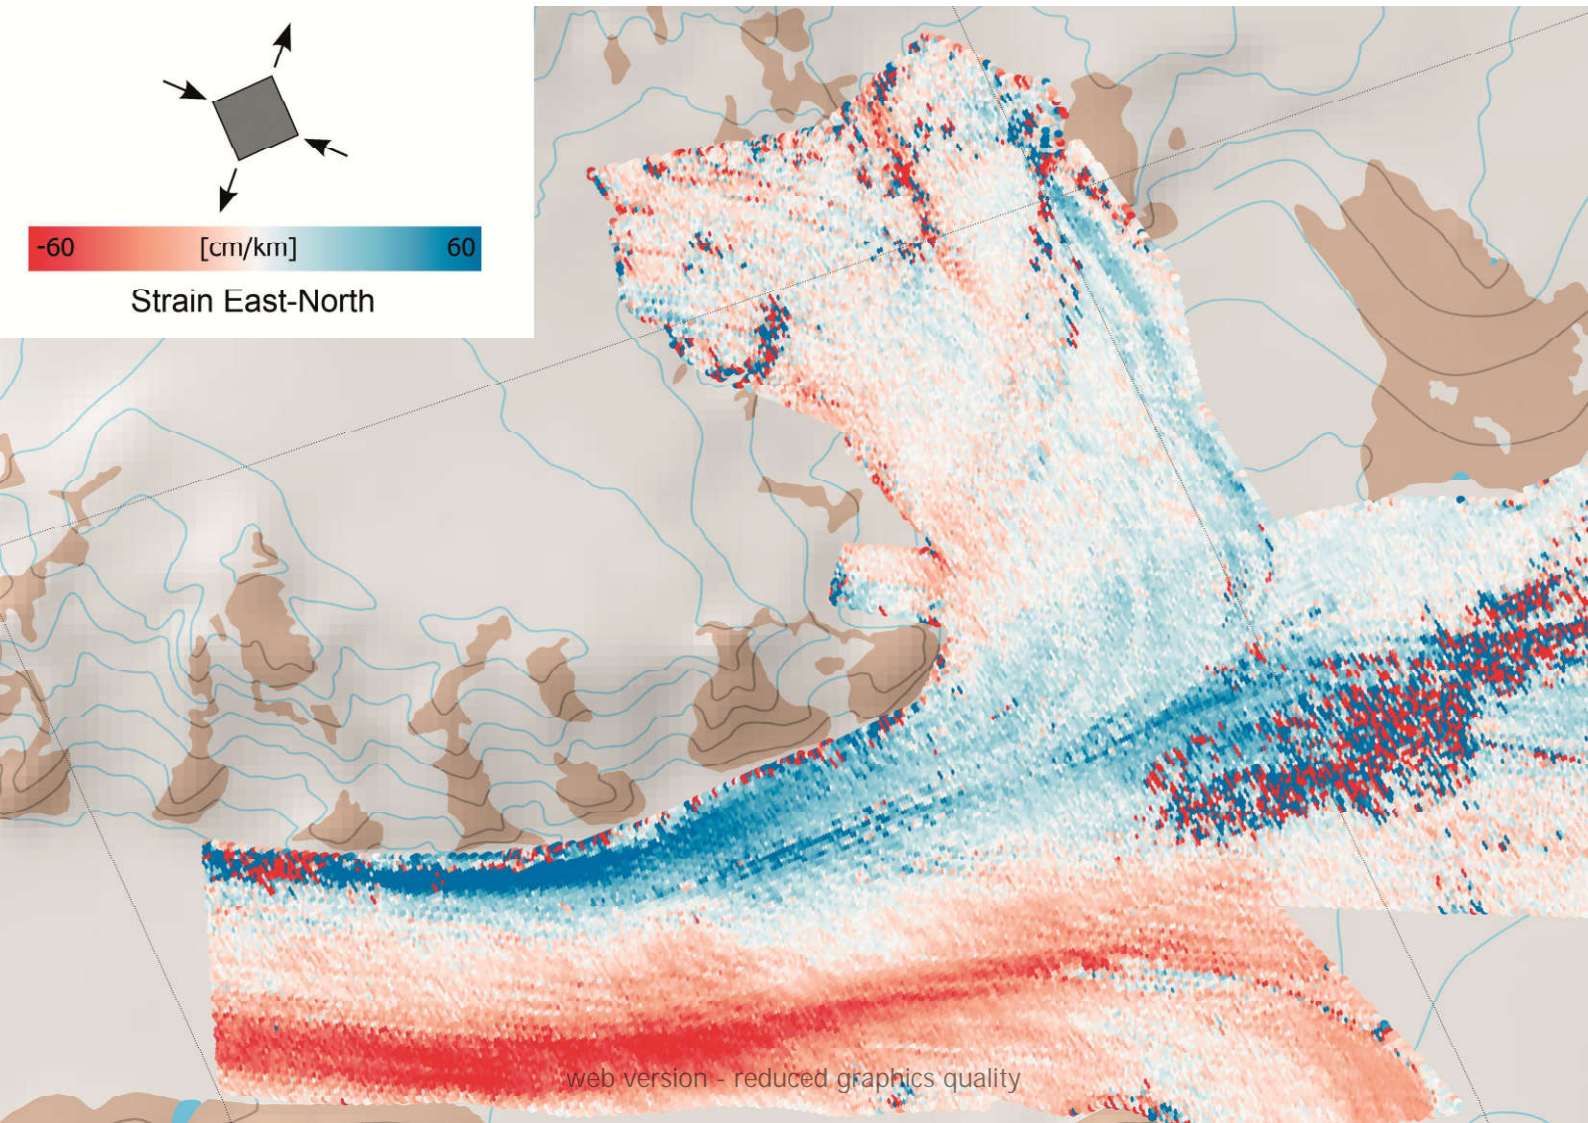 -60 [cm/km] 60
Strain East-North
web version - reduced graphics quality